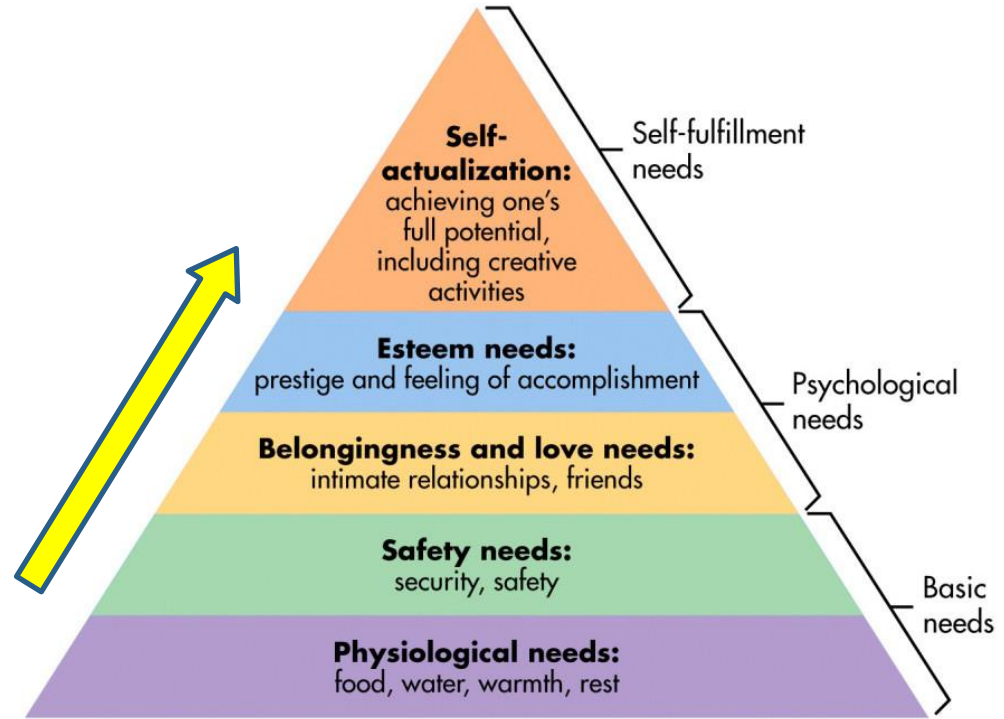 Self-
actualization:
achieving one's
full potential,
including creative
activities
Self-fulfillment
needs
Esteem needs:
prestige and feeling of accomplishment
Psychological
needs
Belongingness and love needs:
intimate relationships, friends
Safety needs:
security, safety
Basic
needs
Physiological needs:
food, water, warmth, rest